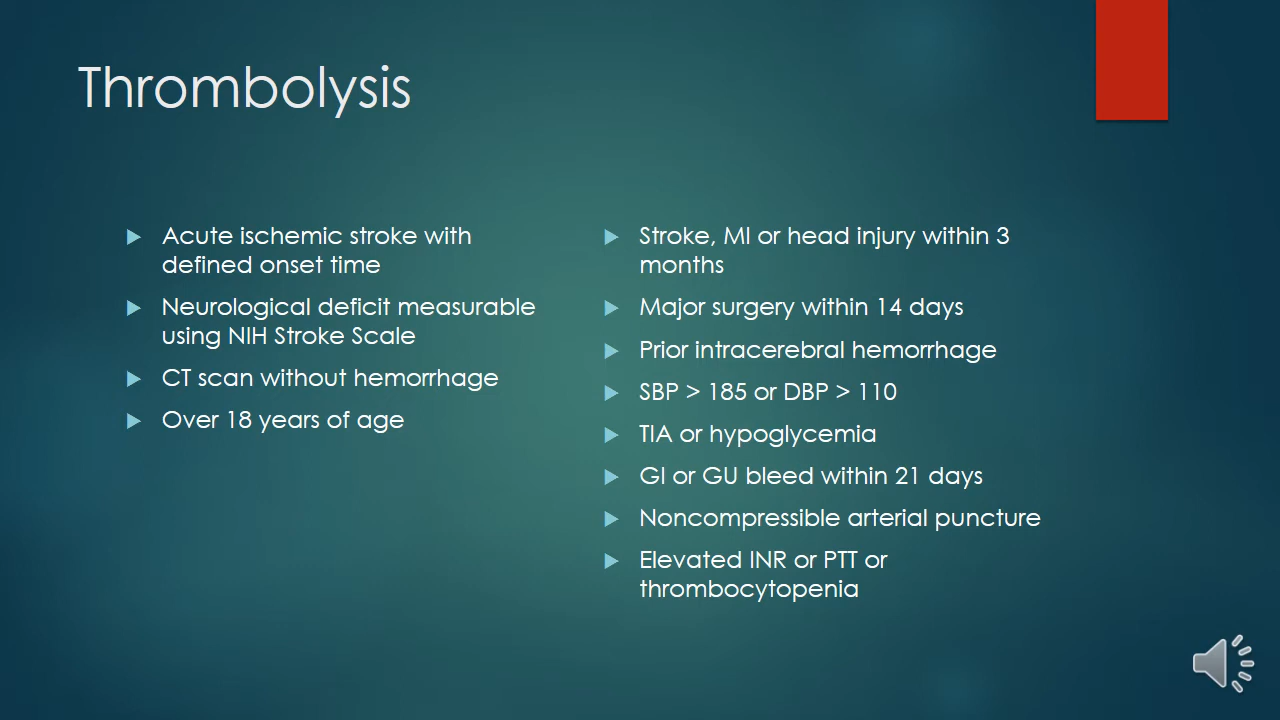 Thrombolysis
Acute ischemic stroke with
defined onset time
Neurological deficit measurable
using NIH Stroke Scale
CT scan without hemorrhage
Over 18 years of age
Stroke, MI or head injury within 3
months
Major surgery within 14 days
Prior intracerebral hemorrhage
SBP > 185 or DBP > 110
TIA or hypoglycemia
GI or GU bleed within 21 days
Noncompressible arterial puncture
Elevated INR or PTT or
thrombocytopenia